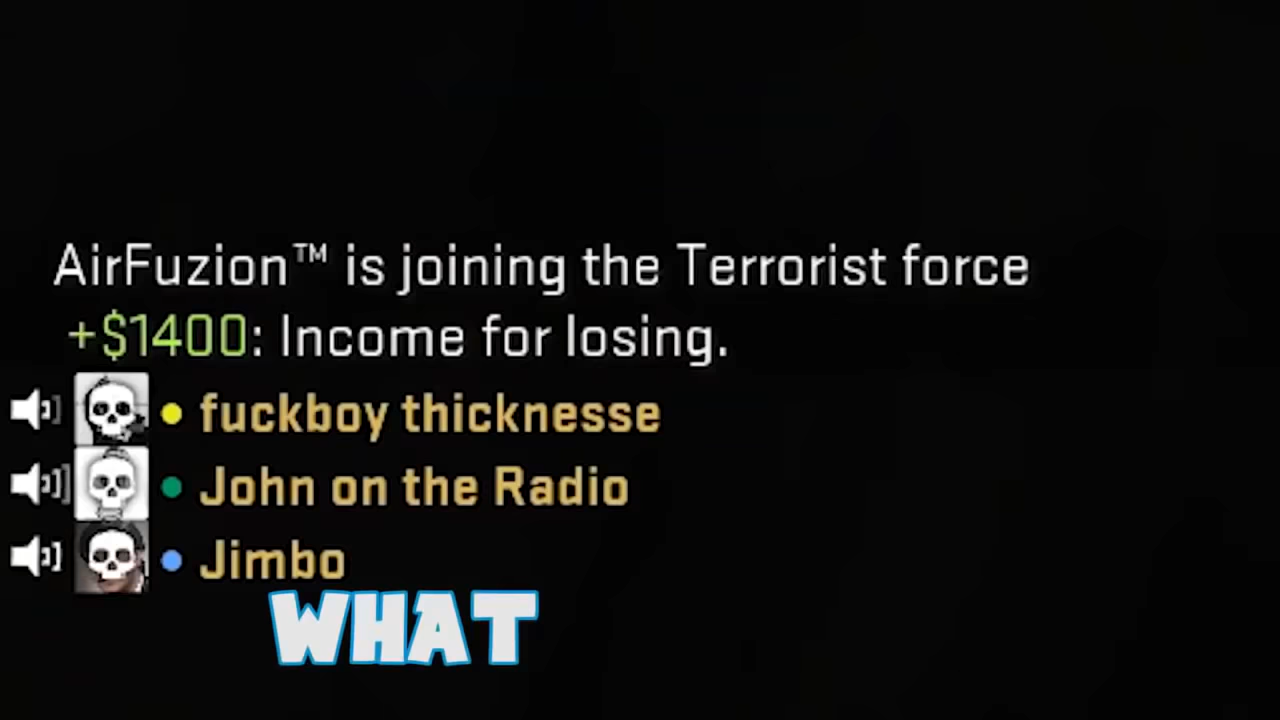 AirFuzion™ is joining the Terrorist force
+$1400: Income for losing.
fuckboy thicknesse
John on the Radio
Jimbo
WHAT